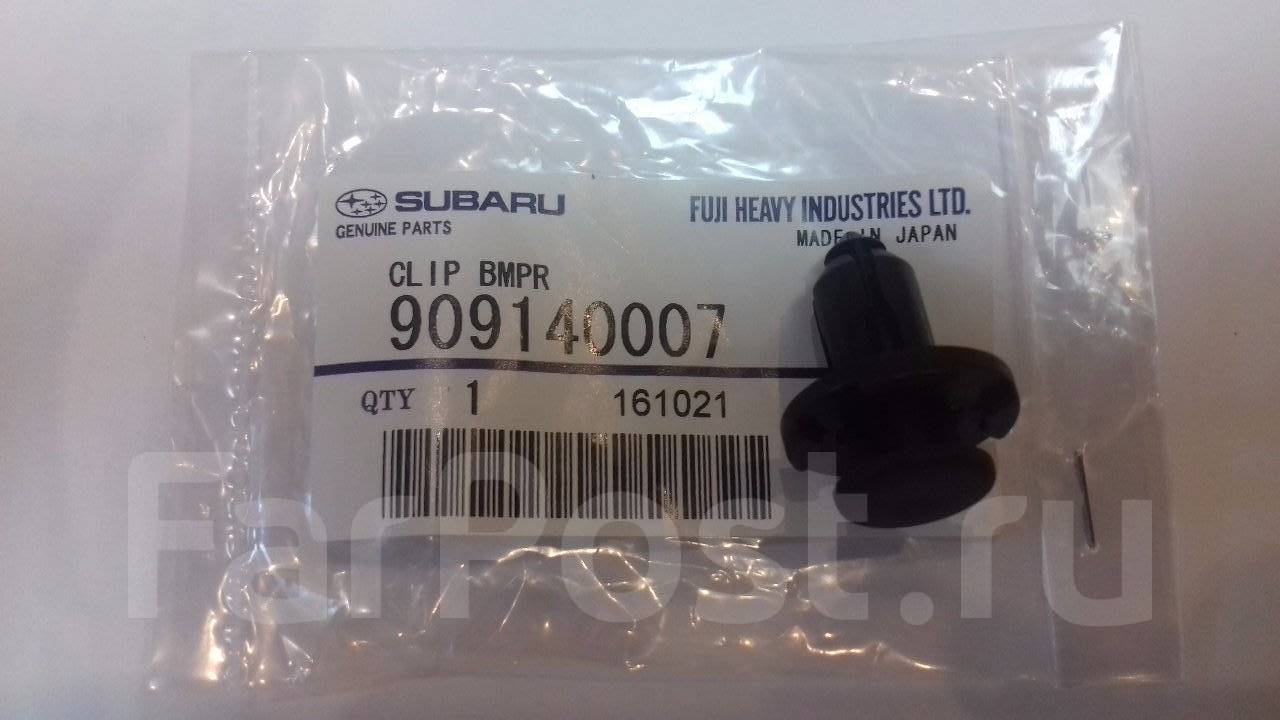 SUBARU
GENUINE PARTS
FUJI HEAVY INDUSTRIES LTD.
MADE IN JAPAN
CLIP BMPR
909140007
QTY 1 161021
FarPost.ru